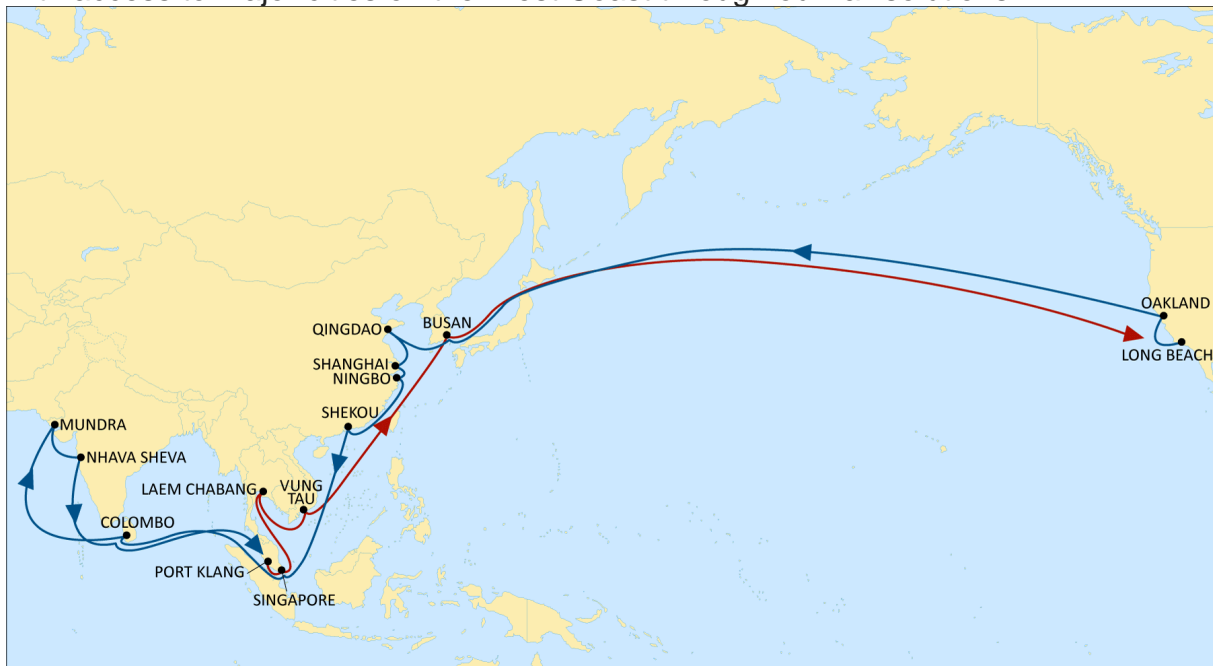 OAKLAND
LONG BEACH
QINGDAO
BUSAN
SHANGHAI
NINGBO
SHEKOU
MUNDRA
NHAVA SHEVA
LAEM CHABANG
VUNG
TAU
COLOMBO
PORT KLANG
SINGAPORE